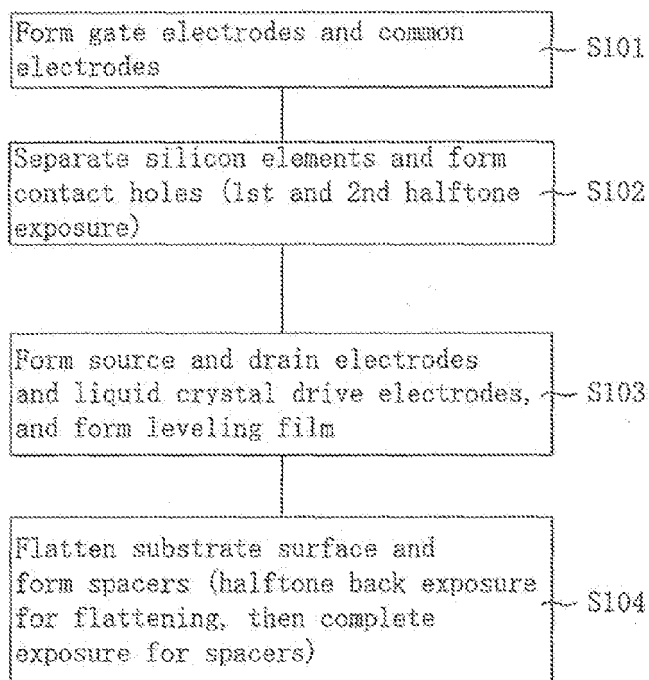 Form gate electrodes and common
electrodes
S101
Separate silicon elements and form
contact holes (1st and 2nd halftone
exposure)
S102
Form source and drain electrodes
and liquid crystal drive electrodes,
and form leveling film
S103
Flatten substrate surface and
form spacers (halftone back exposure
for flattening, then complete
exposure for spacers)
S104